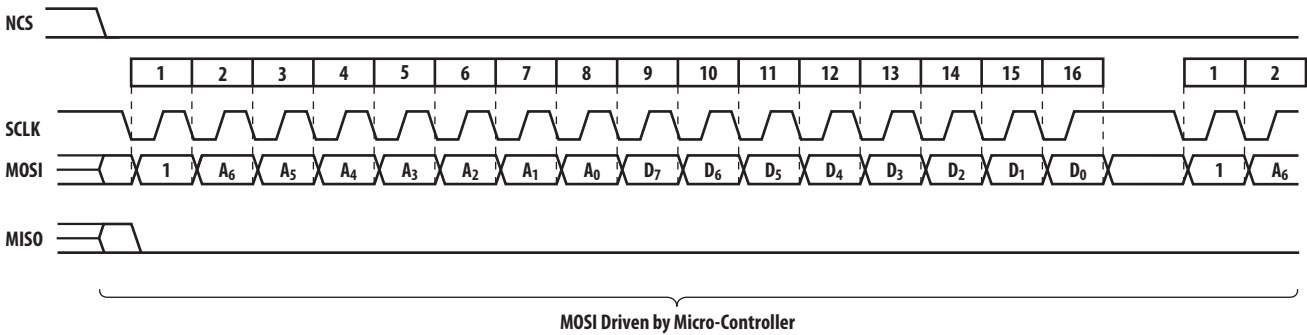 NCS
1 2 3 4 5 6 7 8 9 10 11 12 13 14 15 16 1 2
SCLK
MOSI 1 A6 A5 A4 A3 A2 A1 A0 D7 D6 D5 D4 D3 D2 D1 D0 1 A6
MISO
MOSI Driven by Micro-Controller